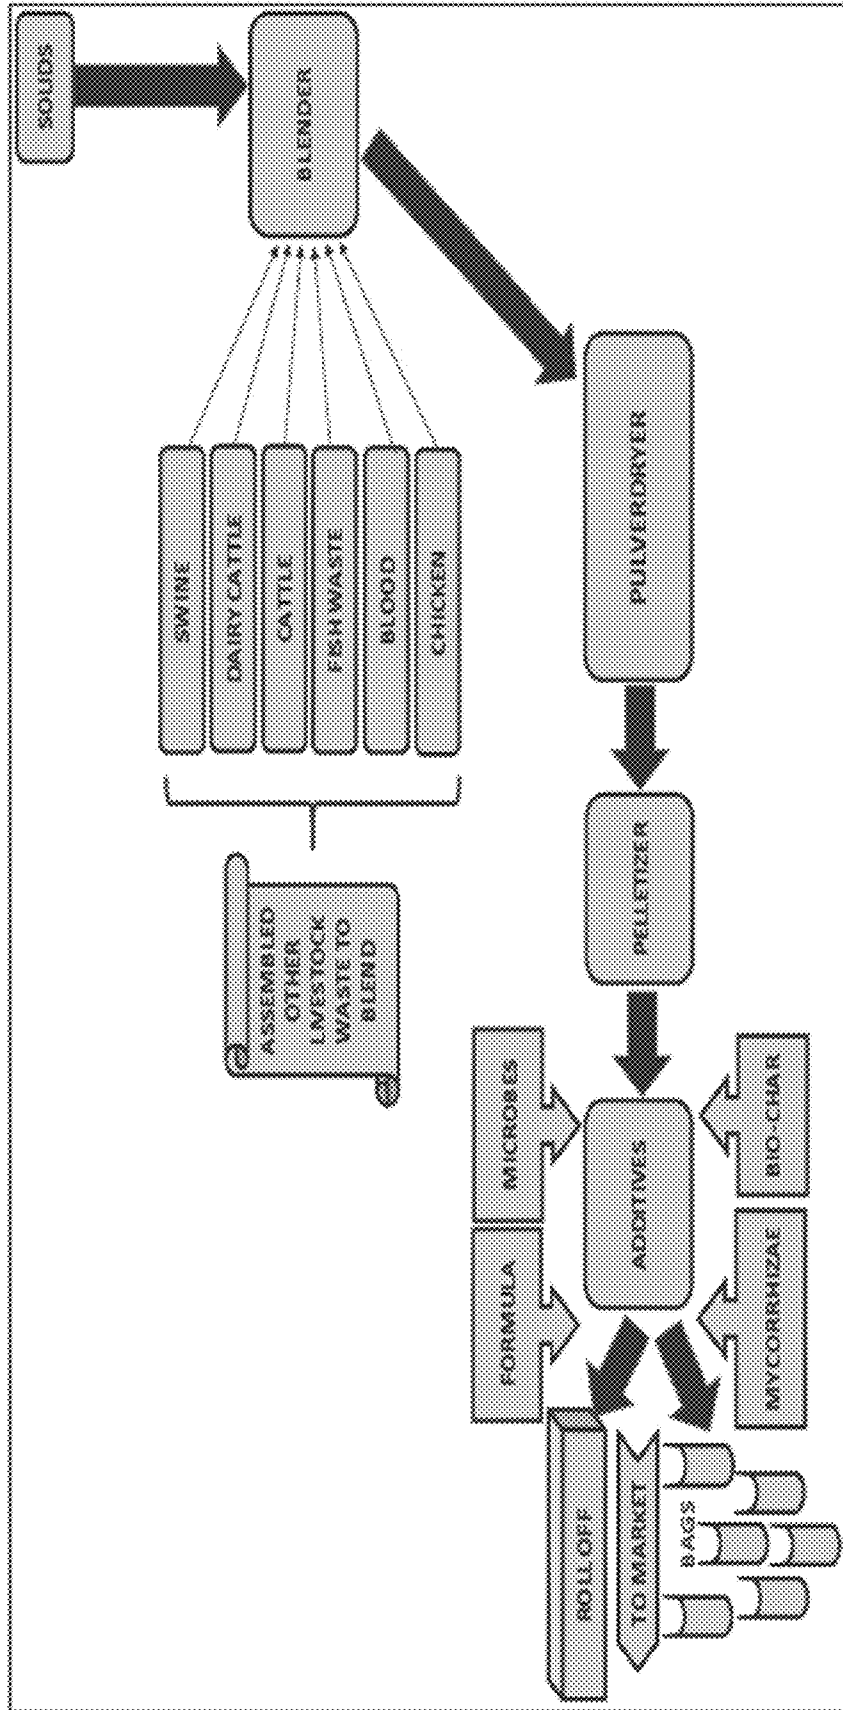 SOLIDS
BLENDER
SWINE
DAIRY CATTLE
CATTLE
FISH WASTE
BLOOD
CHICKEN
ASSEMBLED
OTHER
LIVESTOCK
WASTE TO
BLEND
PULVERDRYER
PELLETIZER
MICROBES
FORMULA
ADDITIVES
BIO-CHAR
MYCORRHIZAE
ROLL OFF
TO MARKET
BAGS